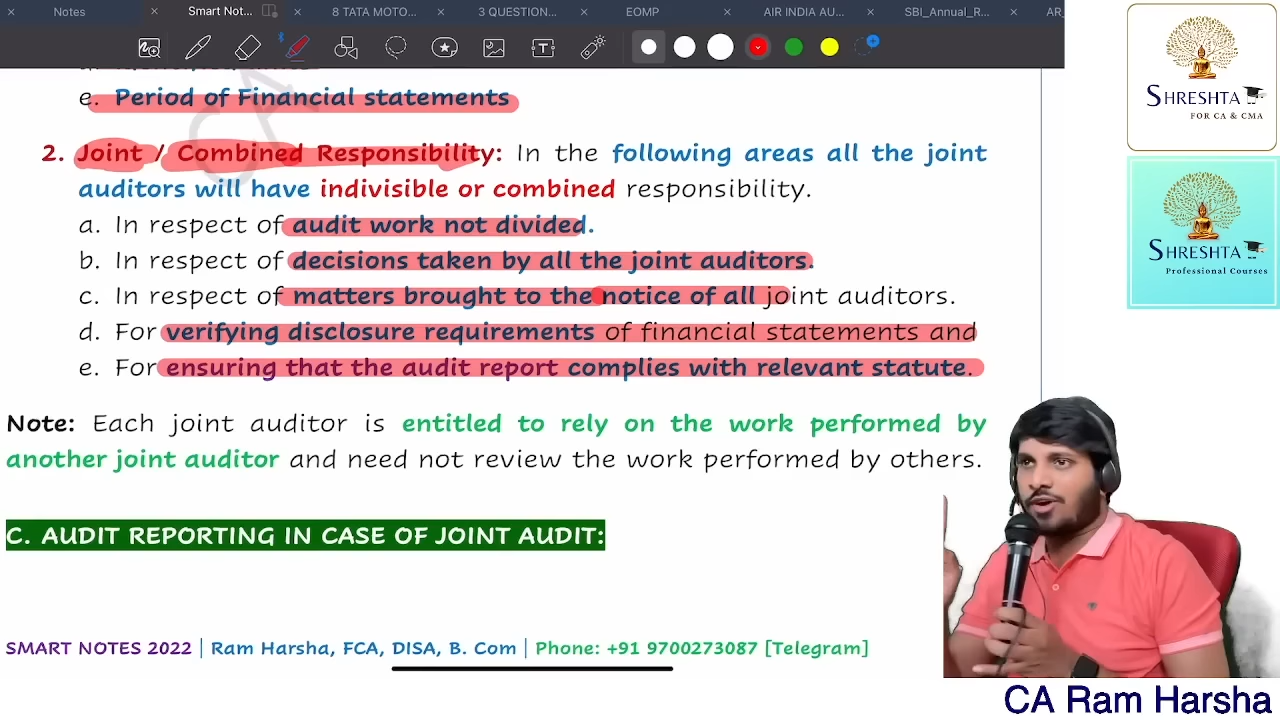 Notes
Smart Not...
8 TATA MOTO...
3 QUESTION...
EOMP
AIR INDIA AU...
SBI_Annual_R...
AR_
e. Period of Financial statements
2. Joint / Combined Responsibility: In the following areas all the joint
auditors will have indivisible or combined responsibility.
a. In respect of audit work not divided.
b. In respect of decisions taken by all the joint auditors.
c. In respect of matters brought to the notice of all joint auditors.
d. For verifying disclosure requirements of financial statements and
e. For ensuring that the audit report complies with relevant statute.
Note: Each joint auditor is entitled to rely on the work performed by
another joint auditor and need not review the work performed by others.
C. AUDIT REPORTING IN CASE OF JOINT AUDIT:
SMART NOTES 2022 | Ram Harsha, FCA, DISA, B. Com | Phone: +91 9700273087 [Telegram]
SHRESHTA
FOR CA & CMA
SHRESHTA
Professional Courses
CA Ram Harsha
CA